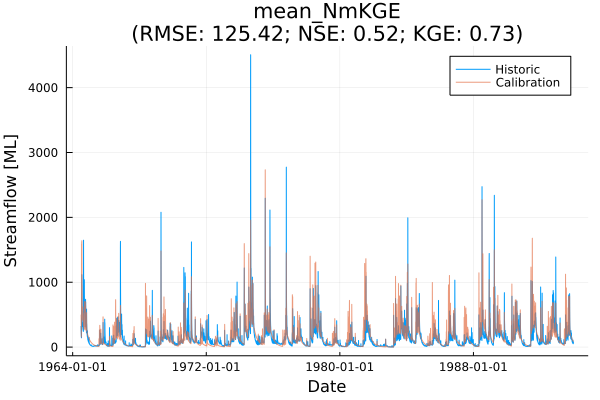 mean_NmKGE
(RMSE: 125.42; NSE: 0.52; KGE: 0.73)
Historic
Calibration
Streamflow [ML]
4000
3000
2000
1000
0
1964-01-01
1972-01-01
1980-01-01
1988-01-01
Date